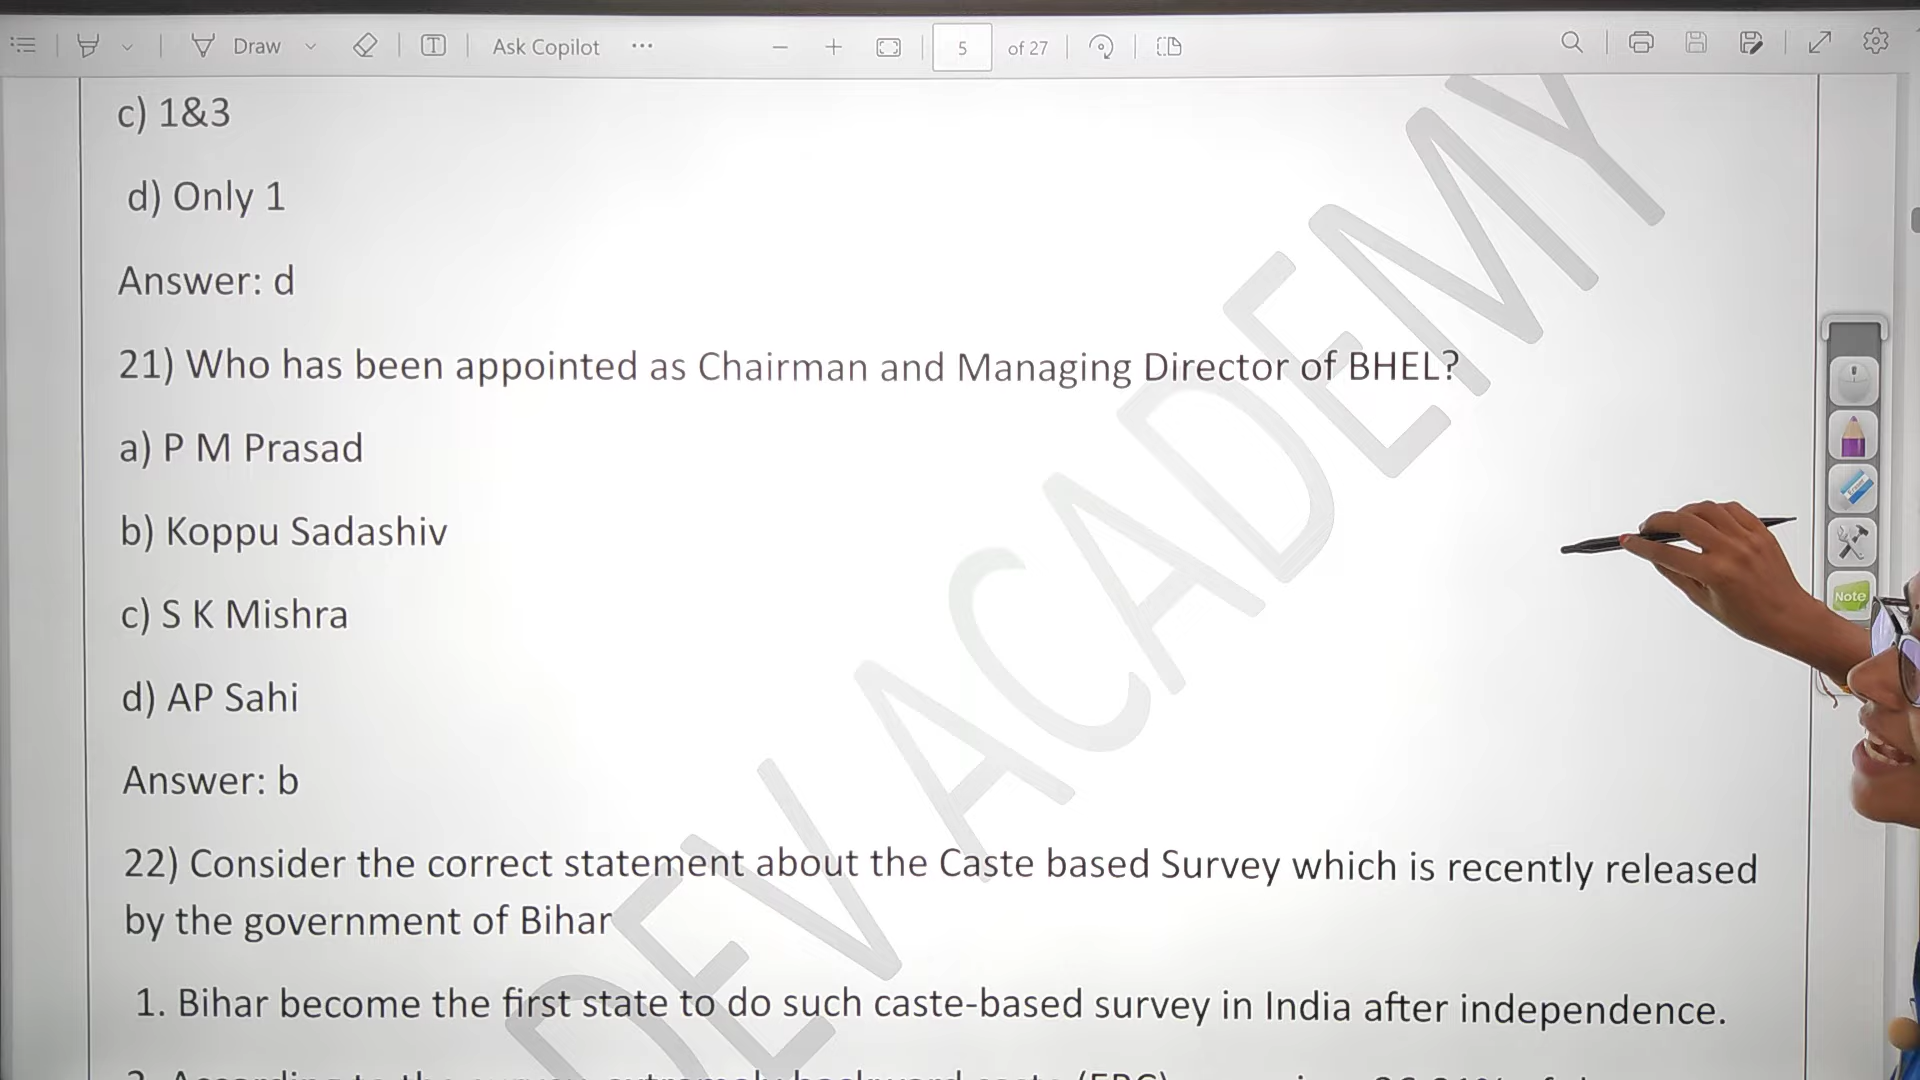 Draw
Ask Copilot
5 of 27
c) 1&3
d) Only 1
Answer: d
21) Who has been appointed as Chairman and Managing Director of BHEL?
a) P M Prasad
b) Koppu Sadashiv
c) S K Mishra
d) AP Sahi
Answer: b
22) Consider the correct statement about the Caste based Survey which is recently released
by the government of Bihar
1. Bihar become the first state to do such caste-based survey in India after independence.
DEV ACADEMY
Note